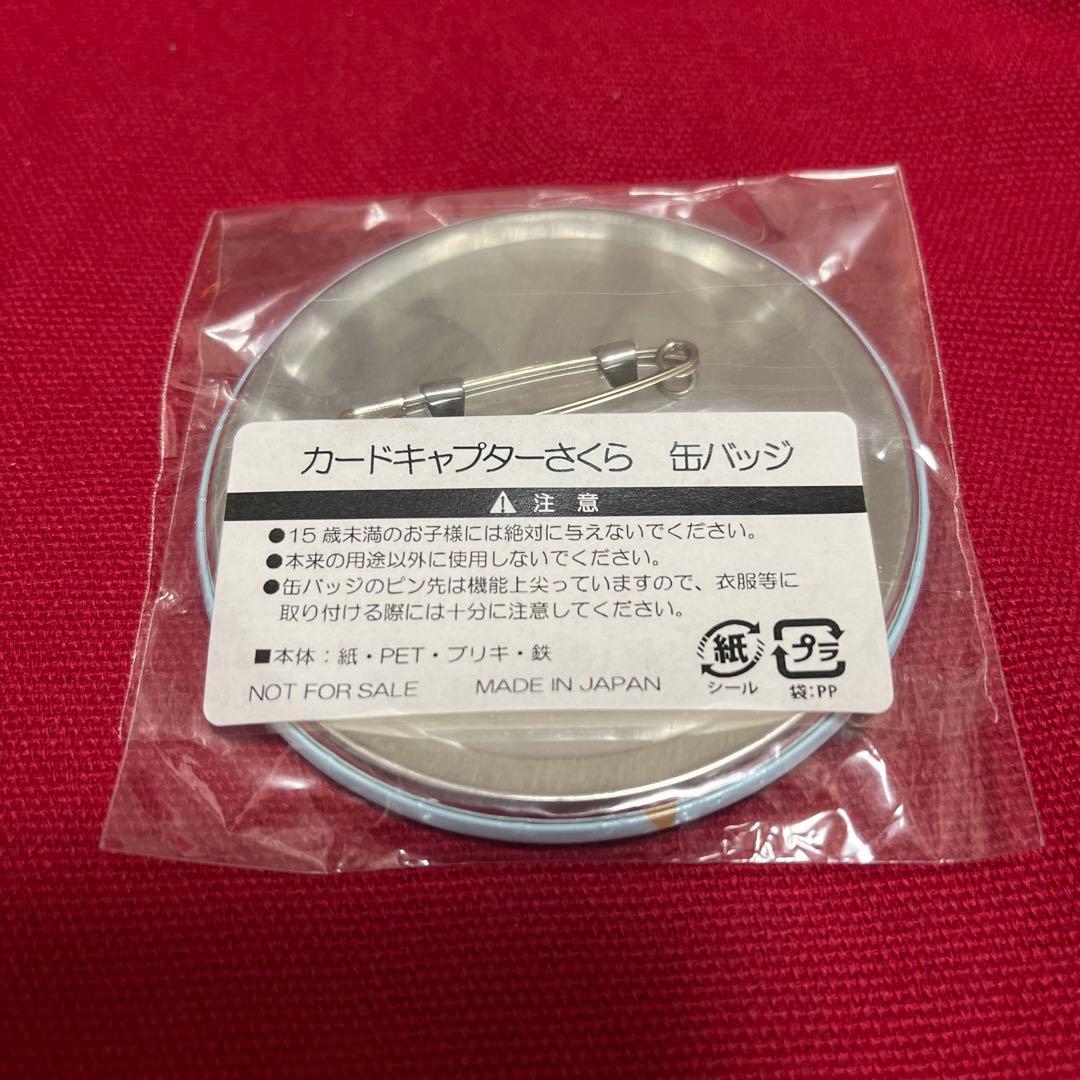 カードキャプターさくら 缶バッジ
注意
●15歳未満のお子様には絶対に与えないでください。
●本来の用途以外に使用しないでください。
●缶バッジのピン先は機能上尖っていますので、衣服等に
取り付ける際には十分に注意してください。
■本体：紙・PET・ブリキ・鉄
NOT FOR SALE MADE IN JAPAN
紙
シール
プラ
袋：PP